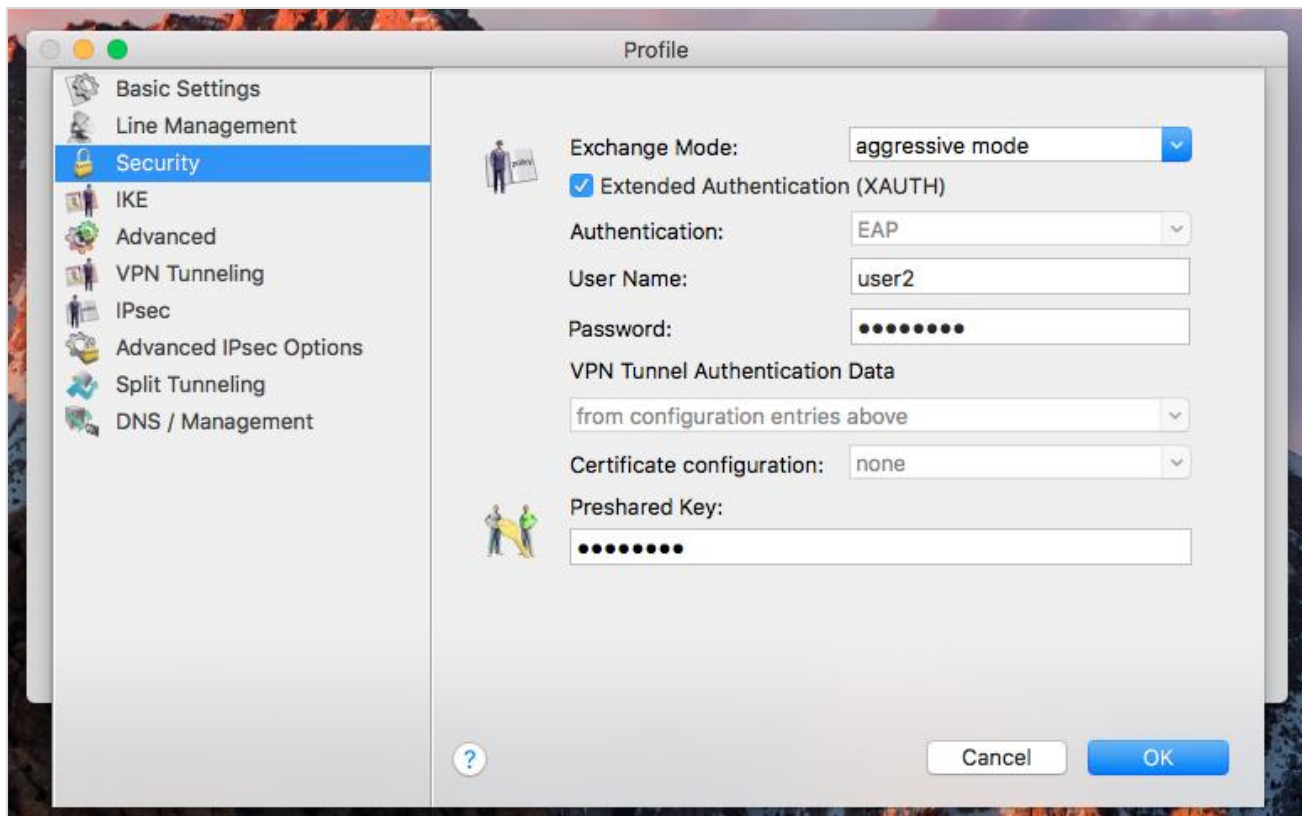 Profile
Basic Settings
Line Management
Security
IKE
Advanced
VPN Tunneling
IPsec
Advanced IPsec Options
Split Tunneling
DNS / Management
Exchange Mode: aggressive mode
Extended Authentication (XAUTH)
Authentication: EAP
User Name: user2
Password: ••••••••
VPN Tunnel Authentication Data
from configuration entries above
Certificate configuration: none
Preshared Key:
••••••••
? Cancel OK